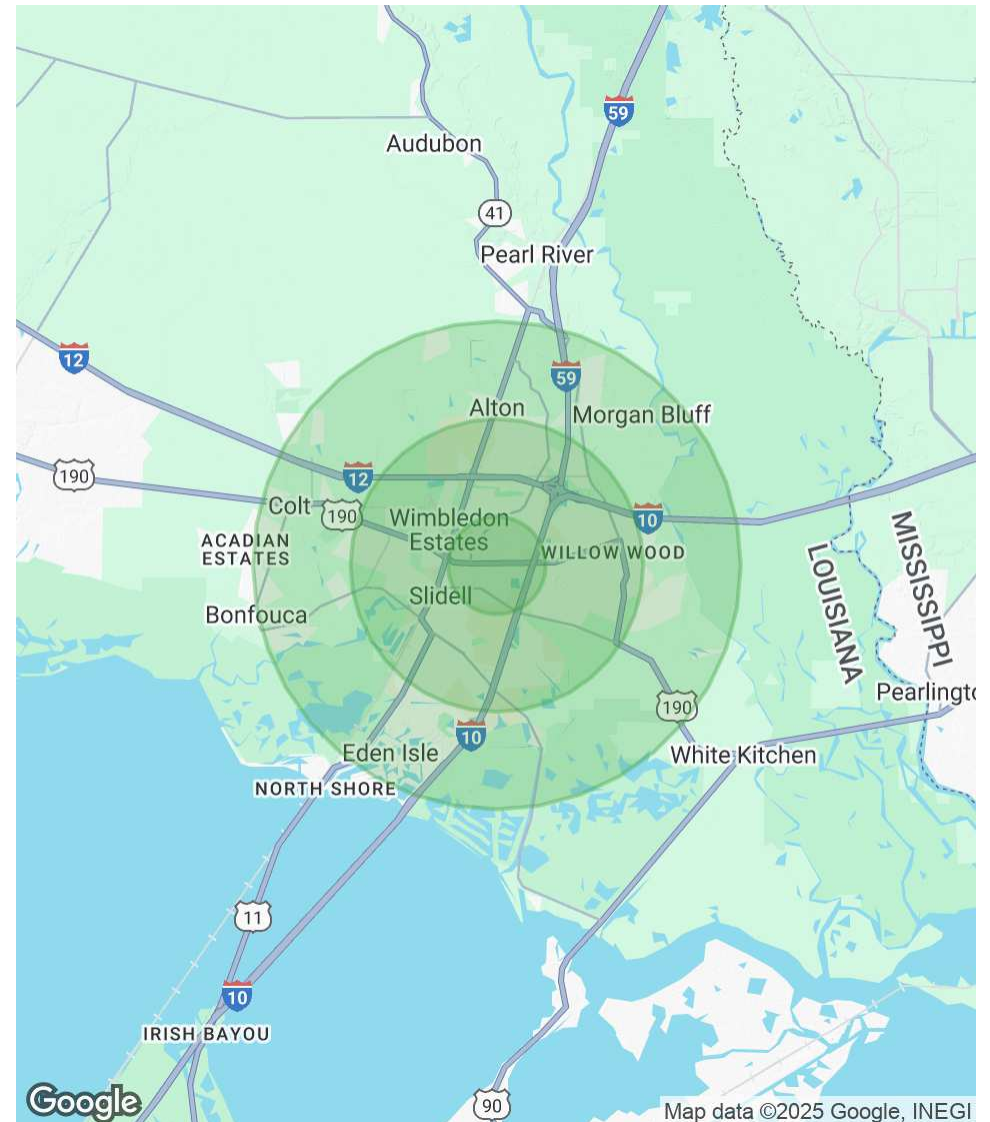 59
Audubon
41
Pearl River
12
59
Alton
Morgan Bluff
190
12
Colt
190
Wimbledon
Estates
10
ACADIAN
ESTATES
WILLOW WOOD
MISSISSIPPI
LOUISIANA
Slidell
Bonfouca
190
Pearlingto
10
Eden Isle
White Kitchen
NORTH SHORE
11
10
IRISH BAYOU
Google
90
Map data ©2025 Google, INEGI